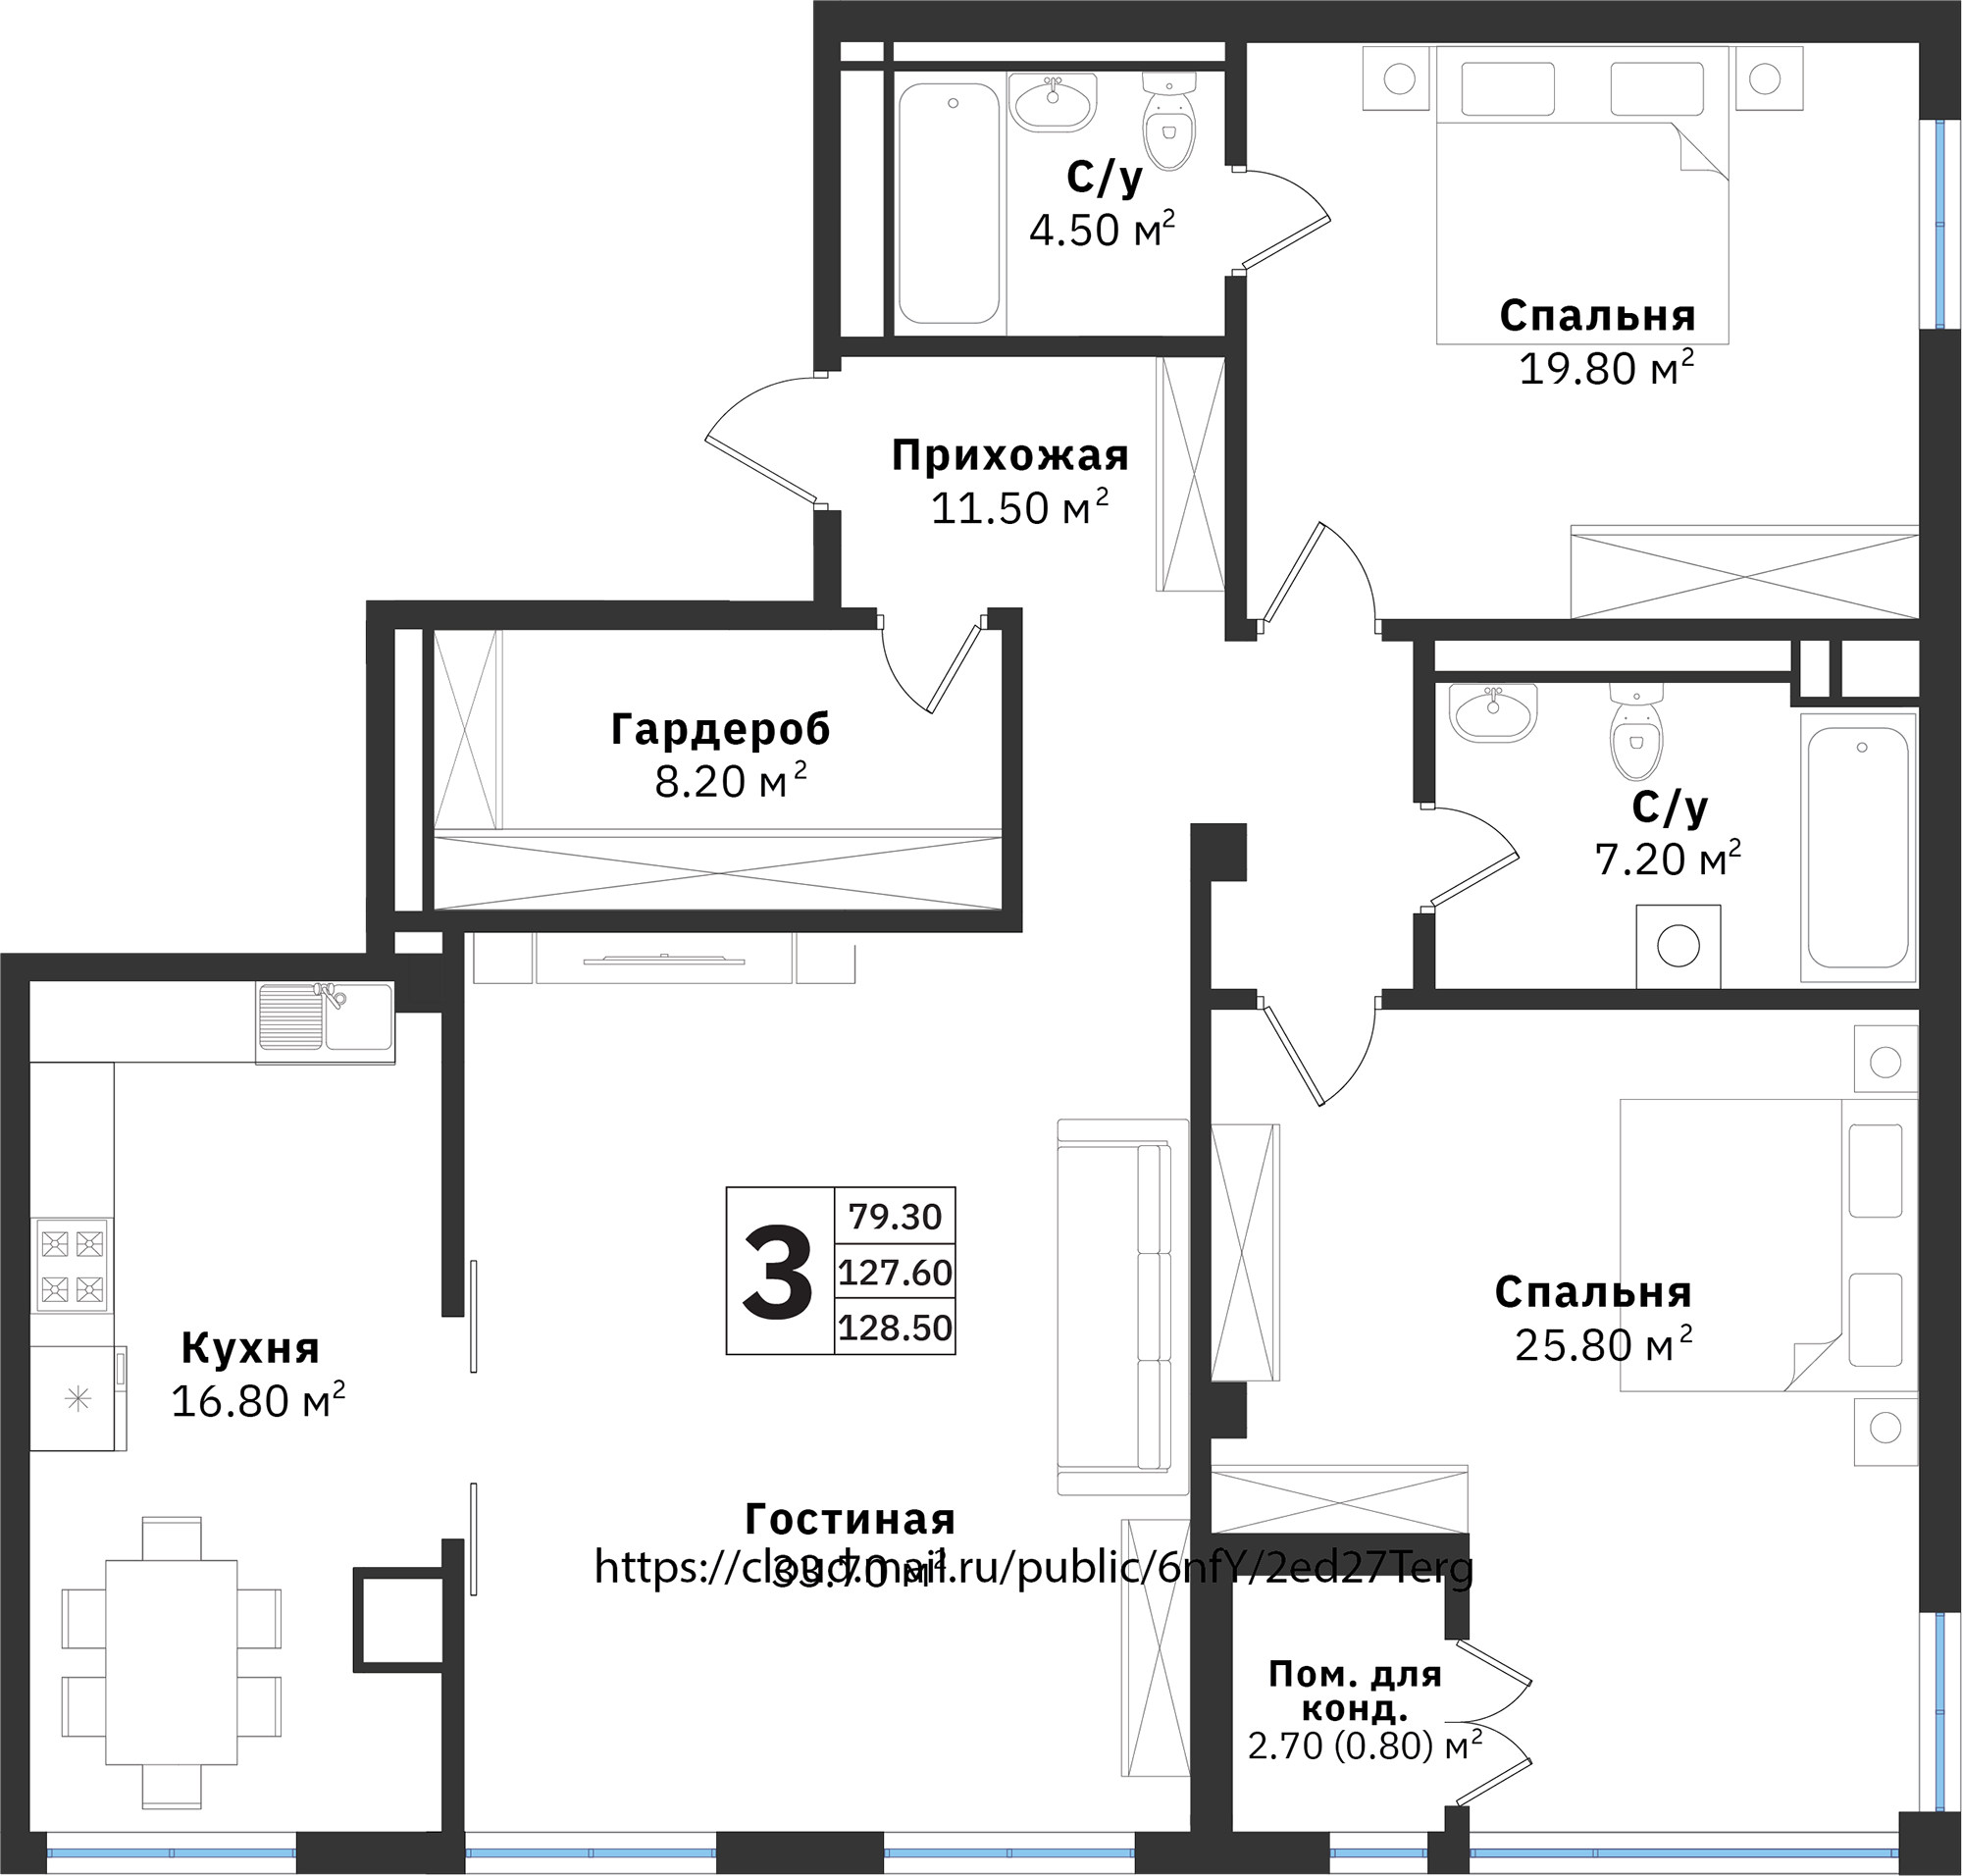 С/у
4.50 м²
Спальня
19.80 м²
Прихожая
11.50 м²
Гардероб
8.20 м²
С/у
7.20 м²
3
79.30
127.60
128.50
Кухня
16.80 м²
Спальня
25.80 м²
Гостиная
33.70 м²
https://cloud.mail.ru/public/6nfY/2ed27Terg
Пом. для
конд.
2.70 (0.80) м²